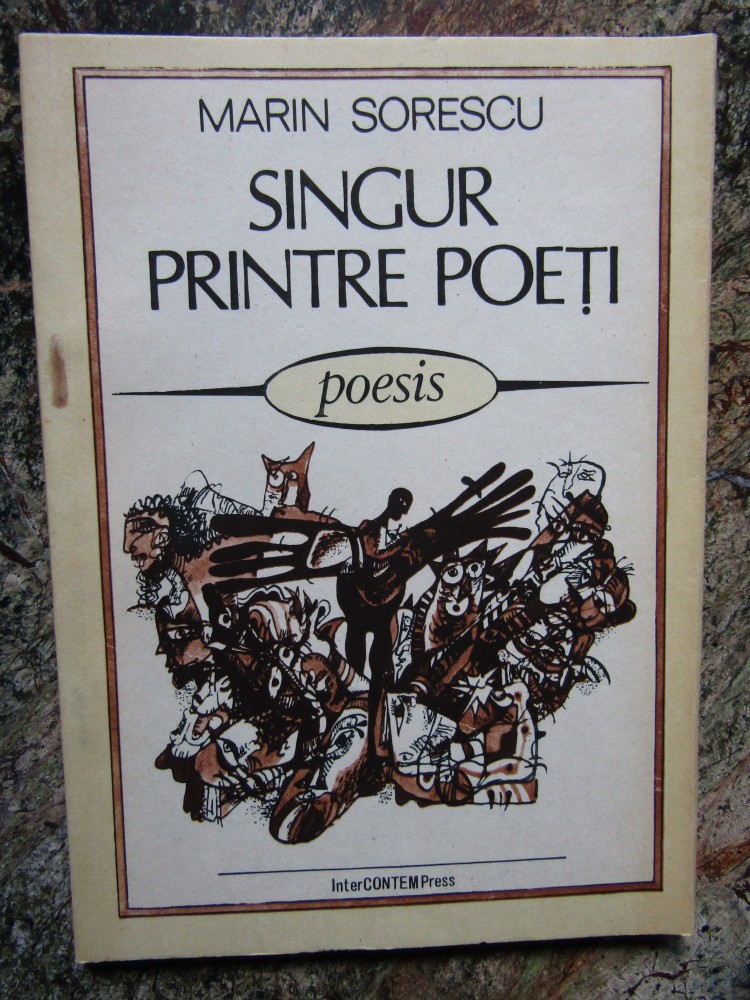 MARIN SORESCU
SINGUR
PRINTRE POEȚI
poesis
InterCONTEMPress